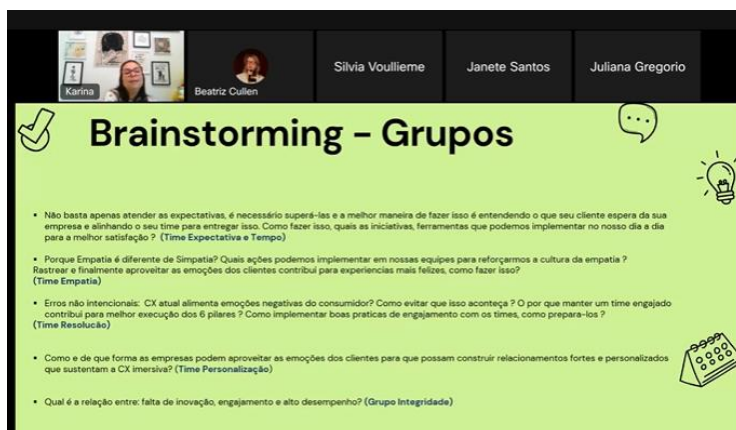 Karina
Beatriz Cullen
Silvia Voullieme
Janete Santos
Juliana Gregorio
Brainstorming - Grupos
• Não basta apenas atender as expectativas, é necessário superá-las e a melhor maneira de fazer isso é entendendo o que seu cliente espera da sua
empresa e alinhando o seu time para entregar isso. Como fazer isso, quais as iniciativas, ferramentas que podemos implementar no nosso dia a dia
para a melhor satisfação ? (Time Expectativa e Tempo)
• Porque Empatia é diferente de Simpatia? Quais ações podemos implementar em nossas equipes para reforçarmos a cultura da empatia ?
Rastrear e finalmente aproveitar as emoções dos clientes contribui para experiencias mais felizes, como fazer isso?
(Time Empatia)
• Erros não intencionais: CX atual alimenta emoções negativas do consumidor? Como evitar que isso aconteça ? O por que manter um time engajado
contribui para melhor execução dos 6 pilares ? Como implementar boas praticas de engajamento com os times, como prepara-los ?
(Time Resolucão)
• Como e de que forma as empresas podem aproveitar as emoções dos clientes para que possam construir relacionamentos fortes e personalizados
que sustentam a CX imersiva? (Time Personalização)
• Qual é a relação entre: falta de inovação, engajamento e alto desempenho? (Grupo Integridade)